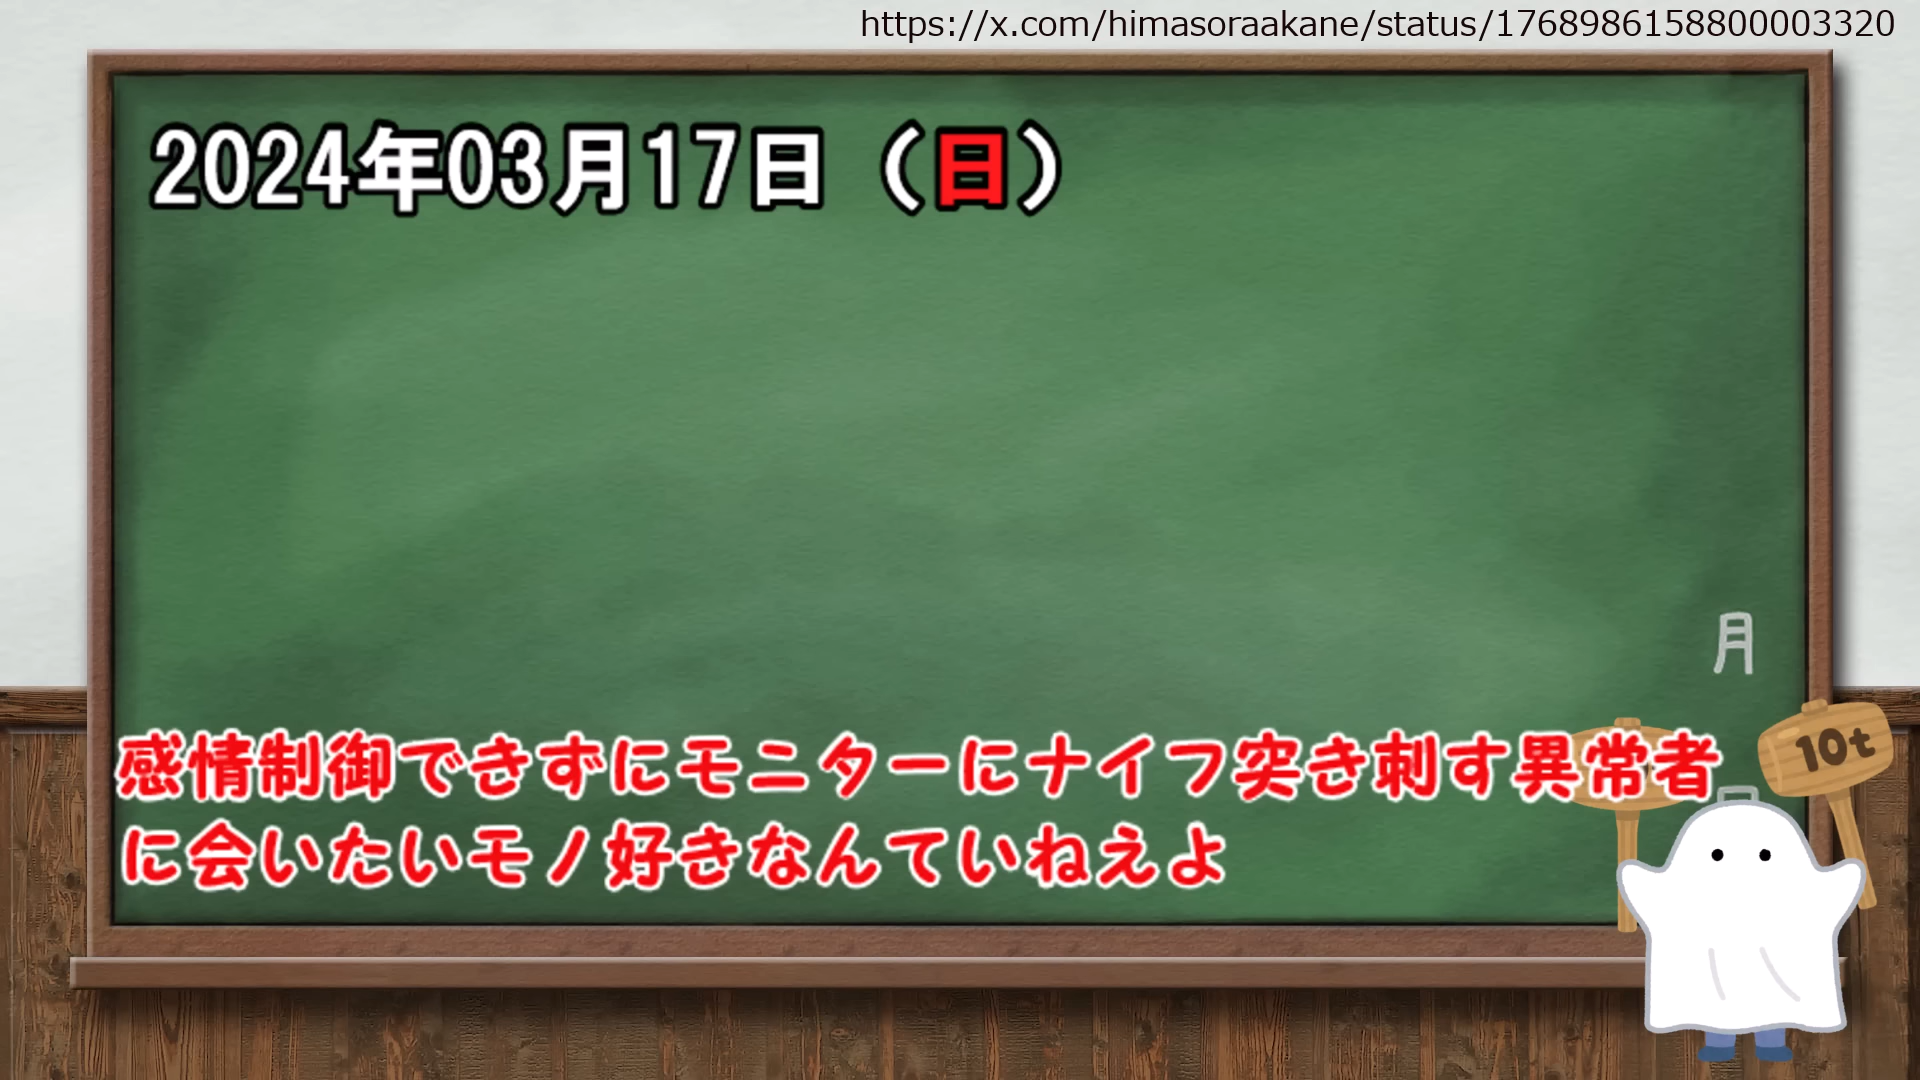 https://x.com/himasoraakane/status/1768986158800003320
2024年03月17日（日）
月
感情制御できずにモニターにナイフ突き刺す異常者
に会いたいモノ好きなんていねえよ
10t